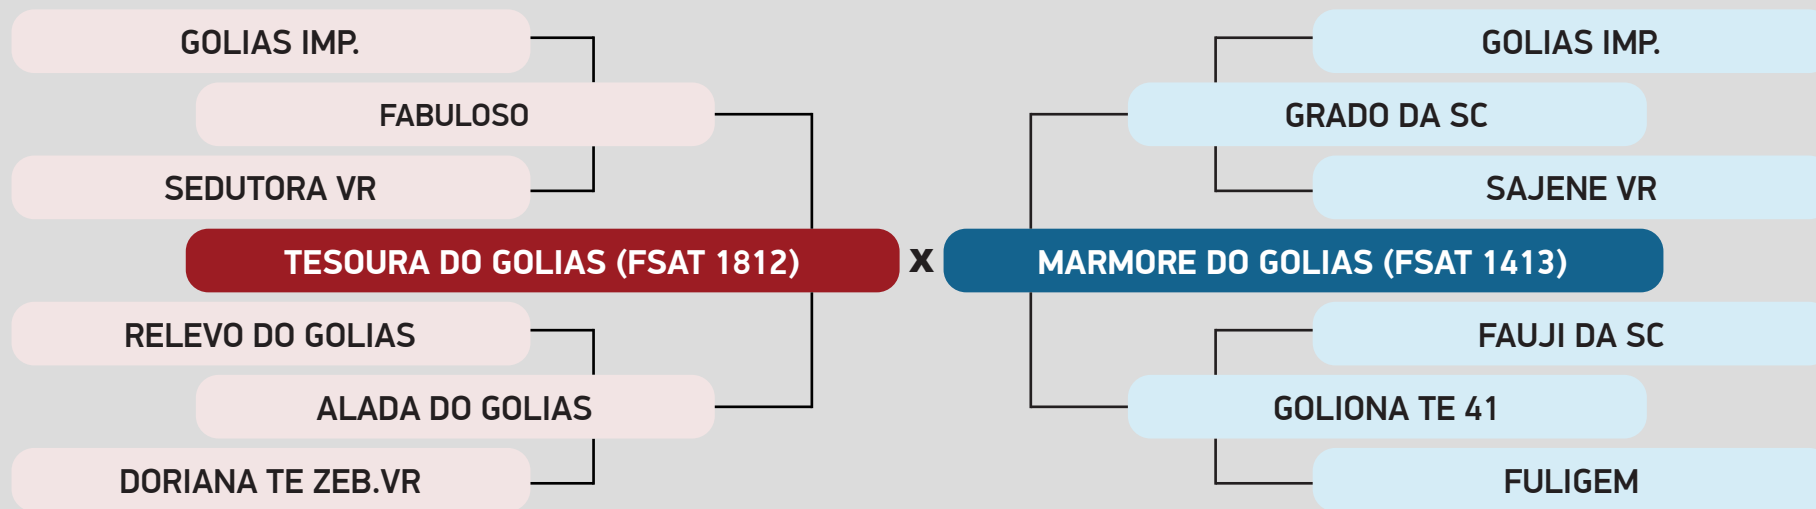 GOLIAS IMP.
GOLIAS IMP.
FABULOSO
GRADO DA SC
SEDUTORA VR
SAJENE VR
TESOURA DO GOLIAS (FSAT 1812) X MARMORE DO GOLIAS (FSAT 1413)
RELEVO DO GOLIAS
FAUJI DA SC
ALADA DO GOLIAS
GOLIONA TE 41
DORIANA TE ZEB.VR
FULIGEM